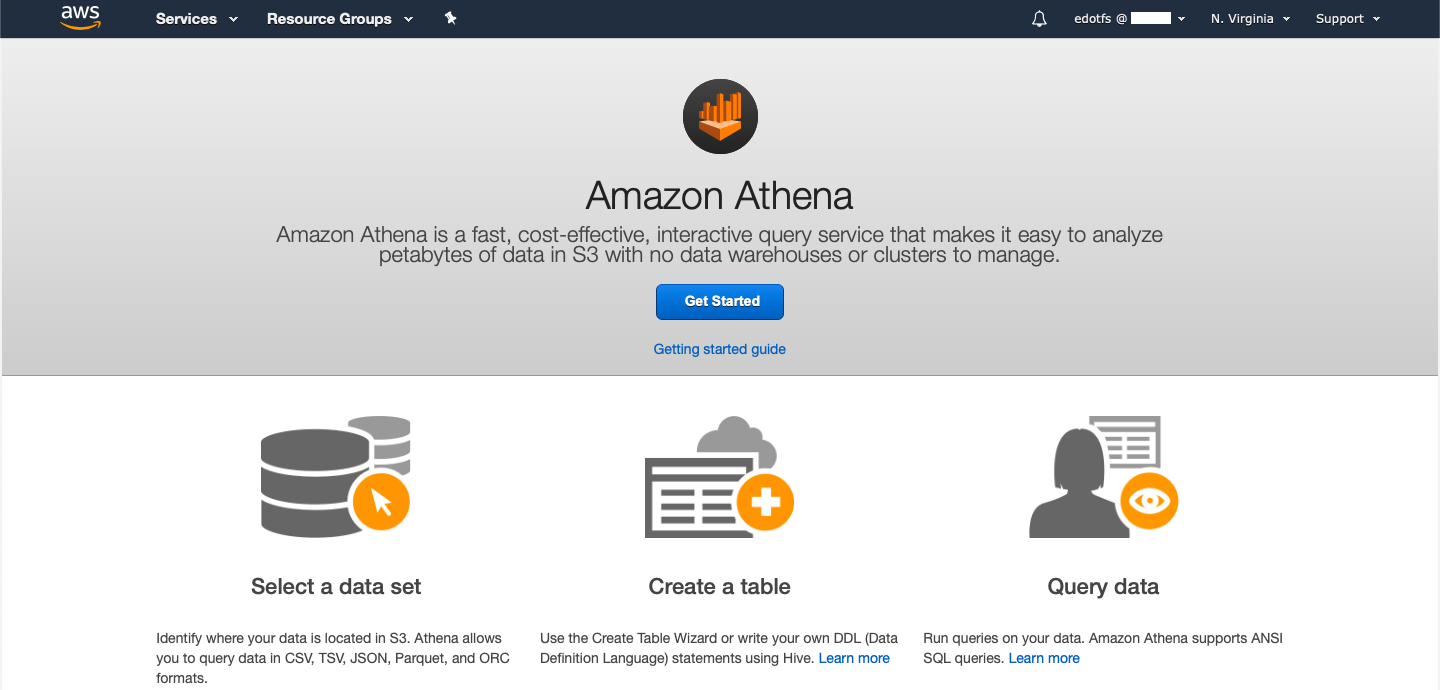 aws Services Resource Groups edotfs @ N. Virginia Support
Amazon Athena
Amazon Athena is a fast, cost-effective, interactive query service that makes it easy to analyze
petabytes of data in S3 with no data warehouses or clusters to manage.
Get Started
Getting started guide
Select a data set
Identify where your data is located in S3. Athena allows
you to query data in CSV, TSV, JSON, Parquet, and ORC
formats.
Create a table
Use the Create Table Wizard or write your own DDL (Data
Definition Language) statements using Hive. Learn more
Query data
Run queries on your data. Amazon Athena supports ANSI
SQL queries. Learn more